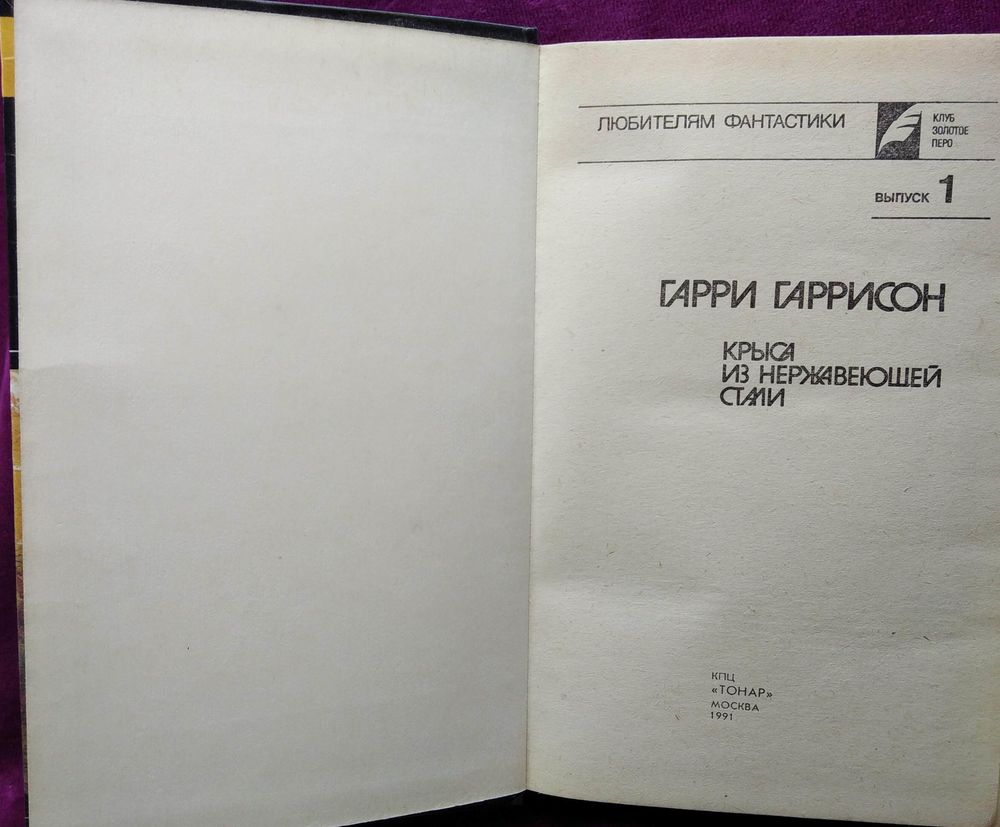 ЛЮБИТЕЛЯМ ФАНТАСТИКИ
КЛУБ
ЗОЛОТОЕ
ПЕРО
ВЫПУСК 1
ГАРРИ ГАРРИСОН
КРЫСА
ИЗ НЕРЖАВЕЮЩЕЙ
СТАЛИ
КПЦ
«ТОНАР»
МОСКВА
1991